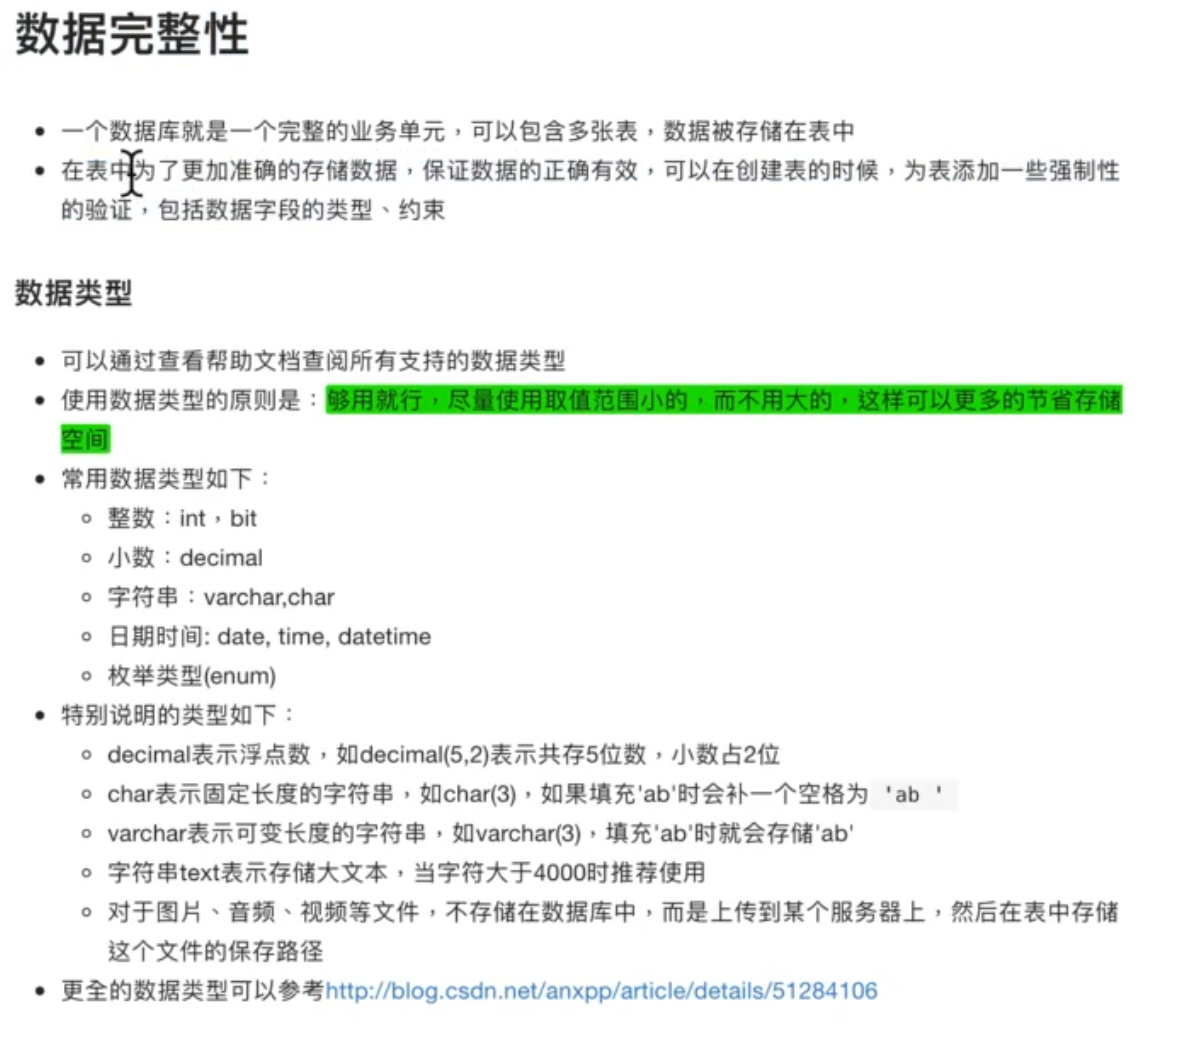 数据完整性
一个数据库就是一个完整的业务单元，可以包含多张表，数据被存储在表中
在表中为了更加准确的存储数据，保证数据的正确有效，可以在创建表的时候，为表添加一些强制性
的验证，包括数据字段的类型、约束
数据类型
可以通过查看帮助文档查阅所有支持的数据类型
使用数据类型的原则是：够用就行，尽量使用取值范围小的，而不用大的，这样可以更多的节省存储
空间
常用数据类型如下：
整数：int，bit
小数：decimal
字符串：varchar,char
日期时间: date, time, datetime
枚举类型(enum)
特别说明的类型如下：
decimal表示浮点数，如decimal(5,2)表示共存5位数，小数占2位
char表示固定长度的字符串，如char(3)，如果填充'ab'时会补一个空格为 'ab '
varchar表示可变长度的字符串，如varchar(3)，填充'ab'时就会存储'ab'
字符串text表示存储大文本，当字符大于4000时推荐使用
对于图片、音频、视频等文件，不存储在数据库中，而是上传到某个服务器上，然后在表中存储
这个文件的保存路径
更全的数据类型可以参考http://blog.csdn.net/anxpp/article/details/51284106